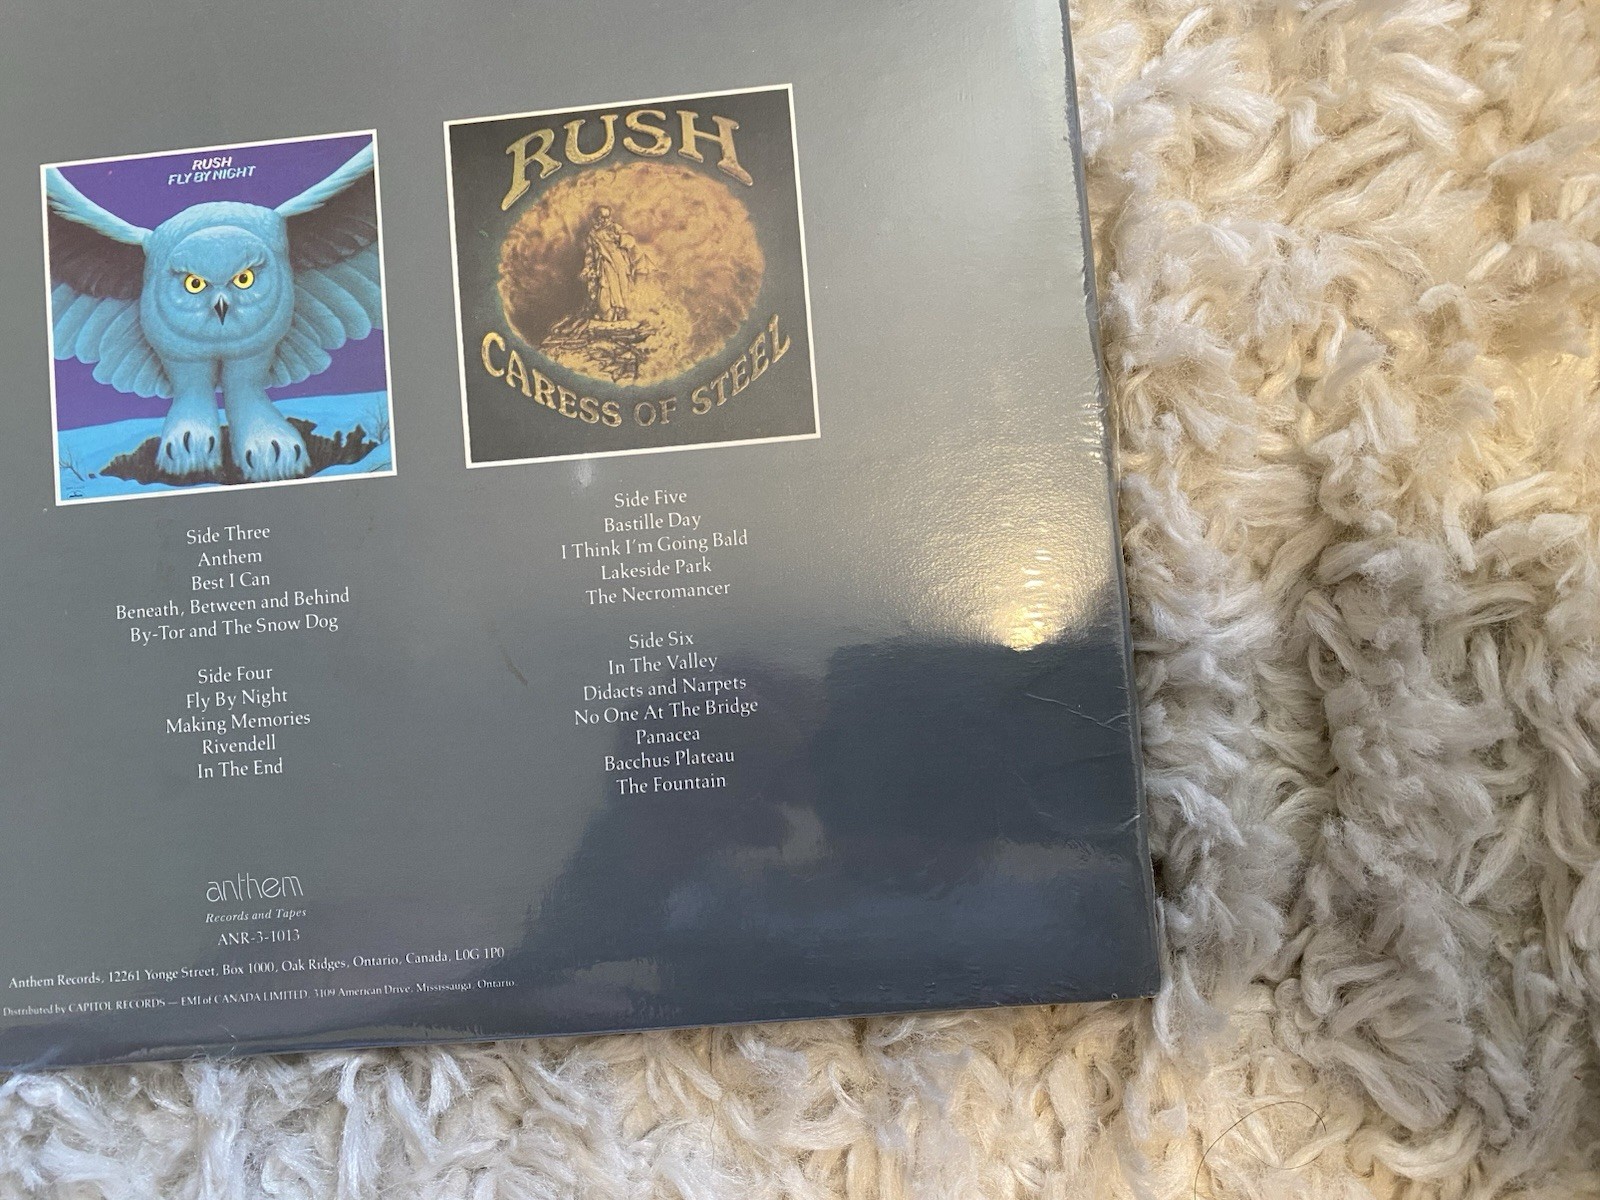 RUSH
FLY BY NIGHT
RUSH
CARESS OF STEEL
Side Three
Anthem
Best I Can
Beneath, Between and Behind
By-Tor and The Snow Dog
Side Four
Fly By Night
Making Memories
Rivendell
In The End
Side Five
Bastille Day
I Think I'm Going Bald
Lakeside Park
The Necromancer
Side Six
In The Valley
Didacts and Narpets
No One At The Bridge
Panacea
Bacchus Plateau
The Fountain
anthem
Records and Tapes
ANR-3-1013
Anthem Records, 12261 Yonge Street, Box 1000, Oak Ridges, Ontario, Canada, L0G 1P0
Distributed by CAPITOL RECORDS — EMI of CANADA LIMITED, 3109 American Drive, Mississauga, Ontario.